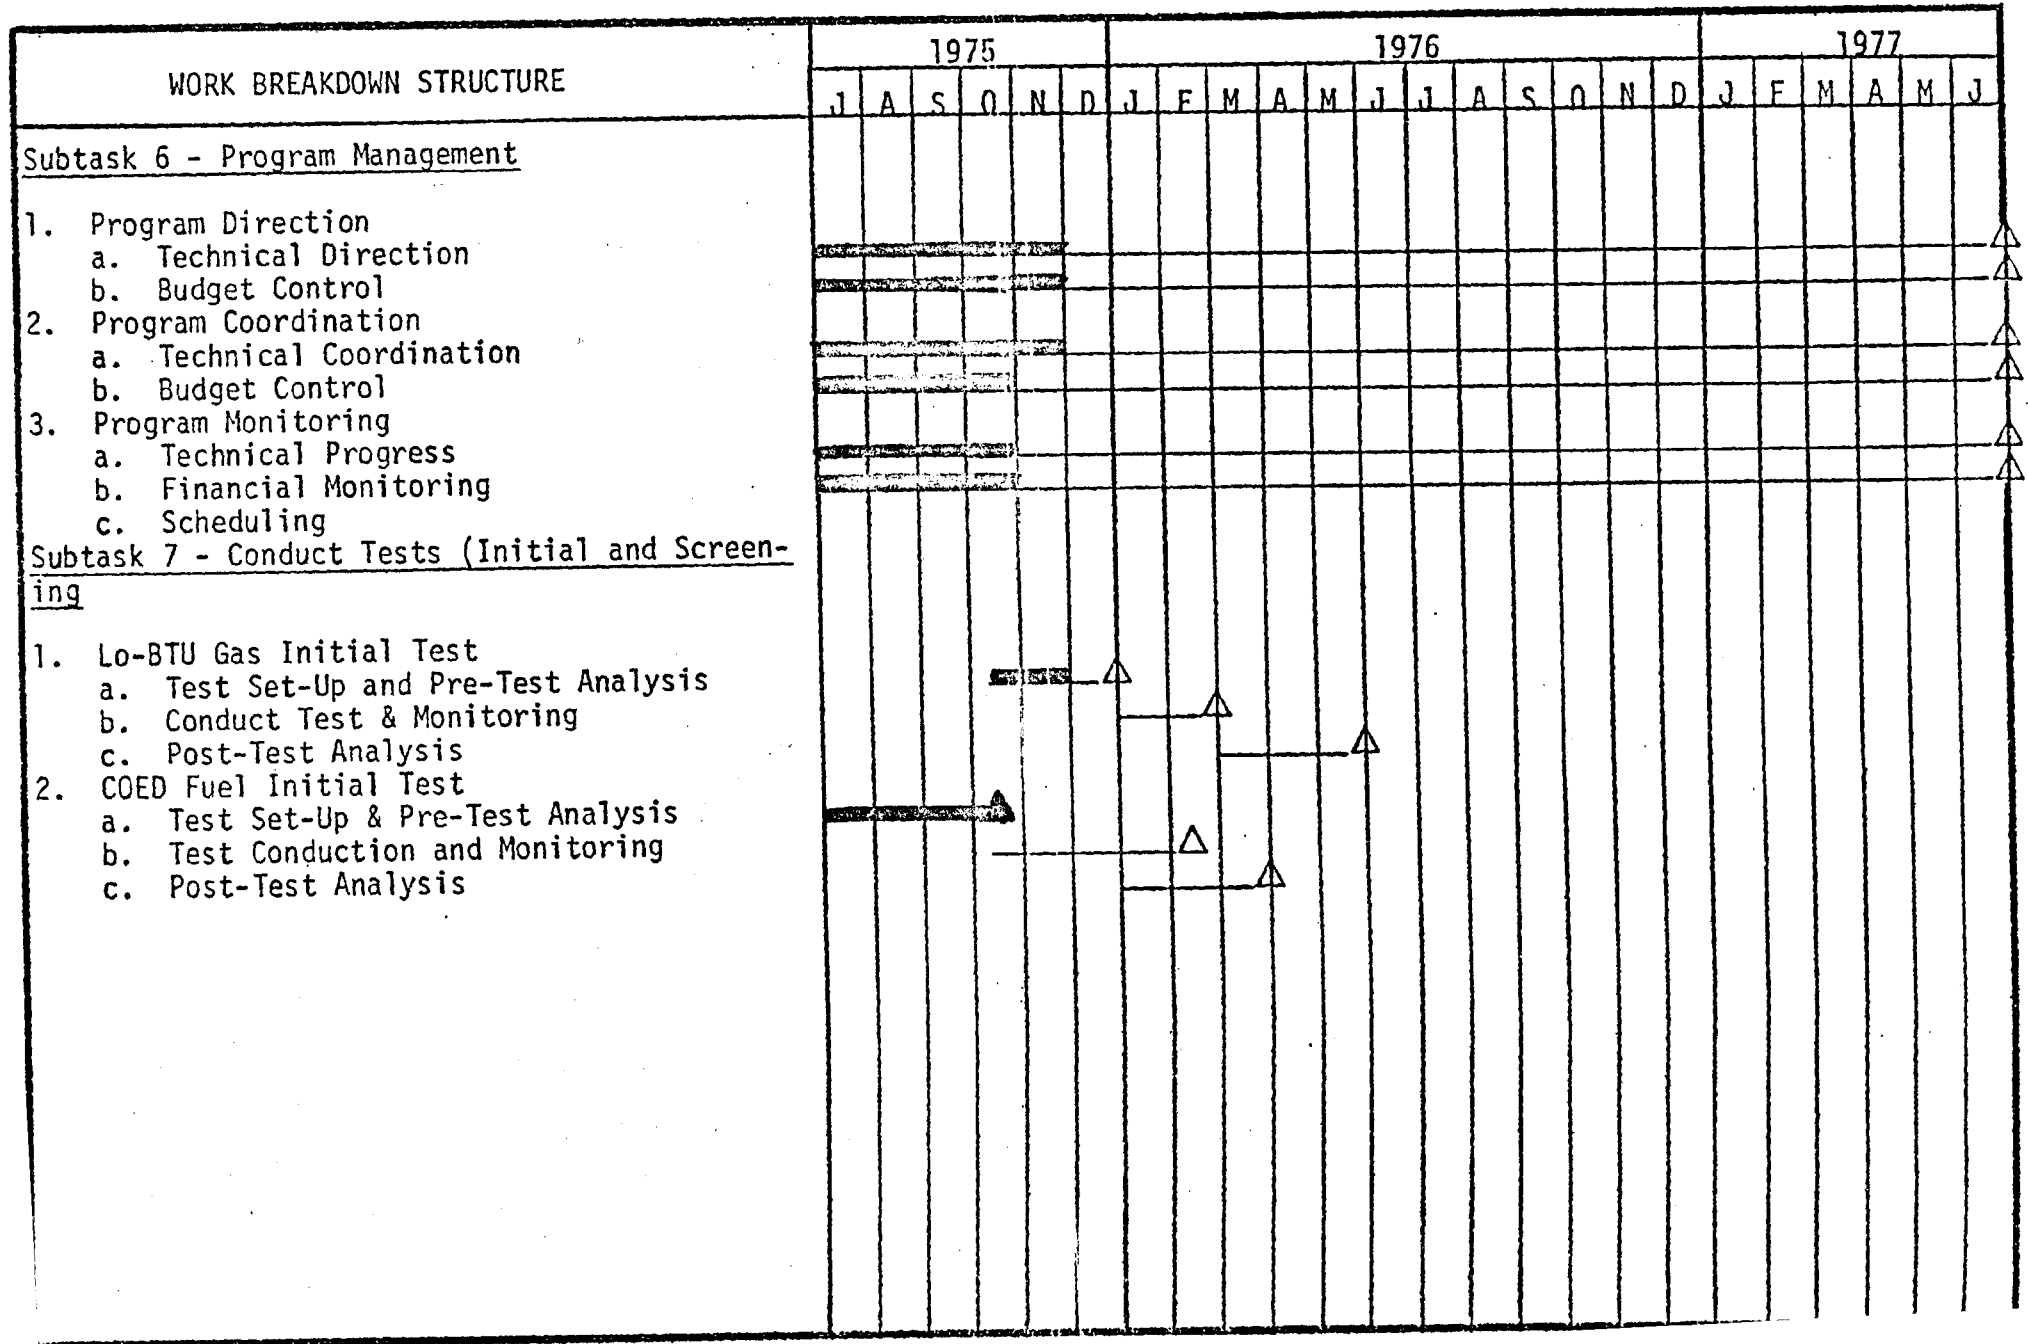 1975 1976 1977
WORK BREAKDOWN STRUCTURE
J A S O N D J F M A M J J A S O N D J F M A M J
Subtask 6 - Program Management
1. Program Direction
a. Technical Direction
b. Budget Control
2. Program Coordination
a. Technical Coordination
b. Budget Control
3. Program Monitoring
a. Technical Progress
b. Financial Monitoring
c. Scheduling
Subtask 7 - Conduct Tests (Initial and Screen-
ing
1. Lo-BTU Gas Initial Test
a. Test Set-Up and Pre-Test Analysis
b. Conduct Test & Monitoring
c. Post-Test Analysis
2. COED Fuel Initial Test
a. Test Set-Up & Pre-Test Analysis
b. Test Conduction and Monitoring
c. Post-Test Analysis